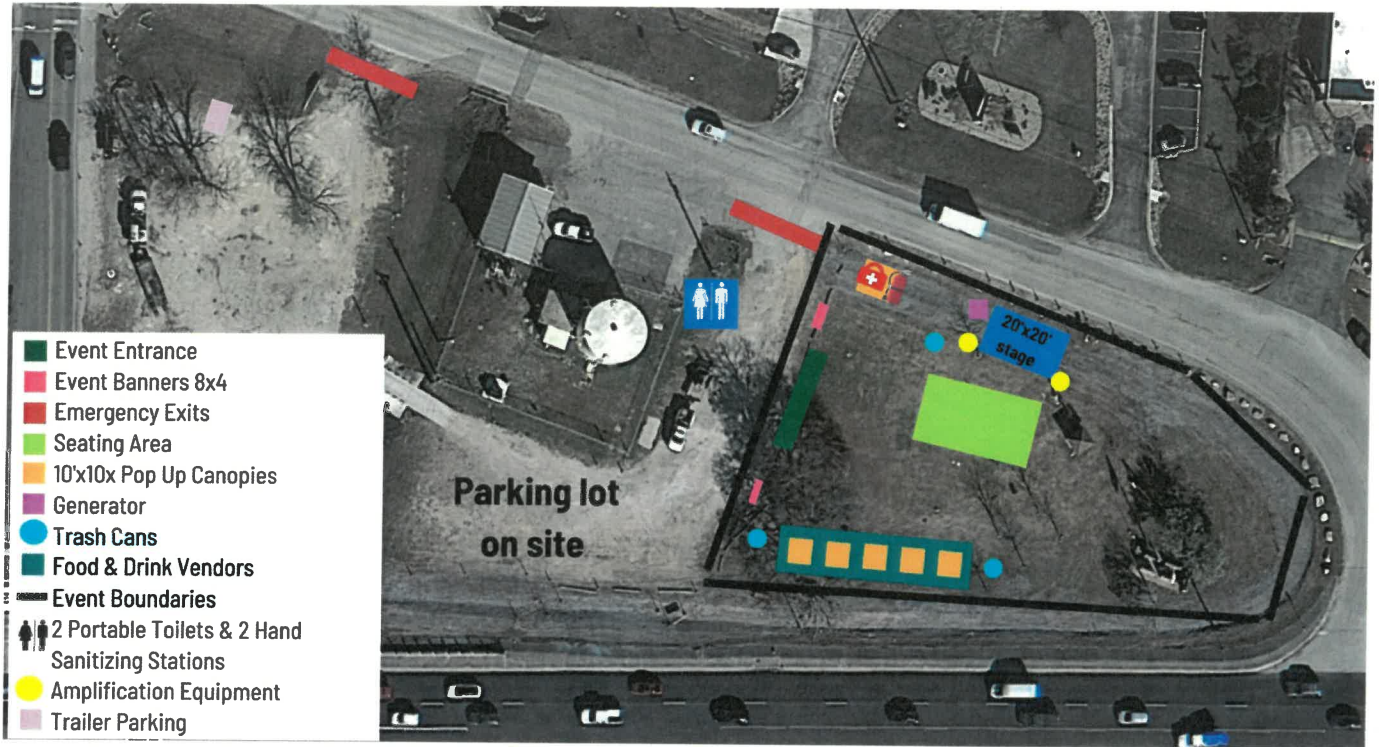 20'x20'
stage
Event Entrance
Event Banners 8x4
Emergency Exits
Seating Area
10'x10x Pop Up Canopies
Generator
Trash Cans
Food & Drink Vendors
Event Boundaries
2 Portable Toilets & 2 Hand
Sanitizing Stations
Amplification Equipment
Trailer Parking
Parking lot
on site